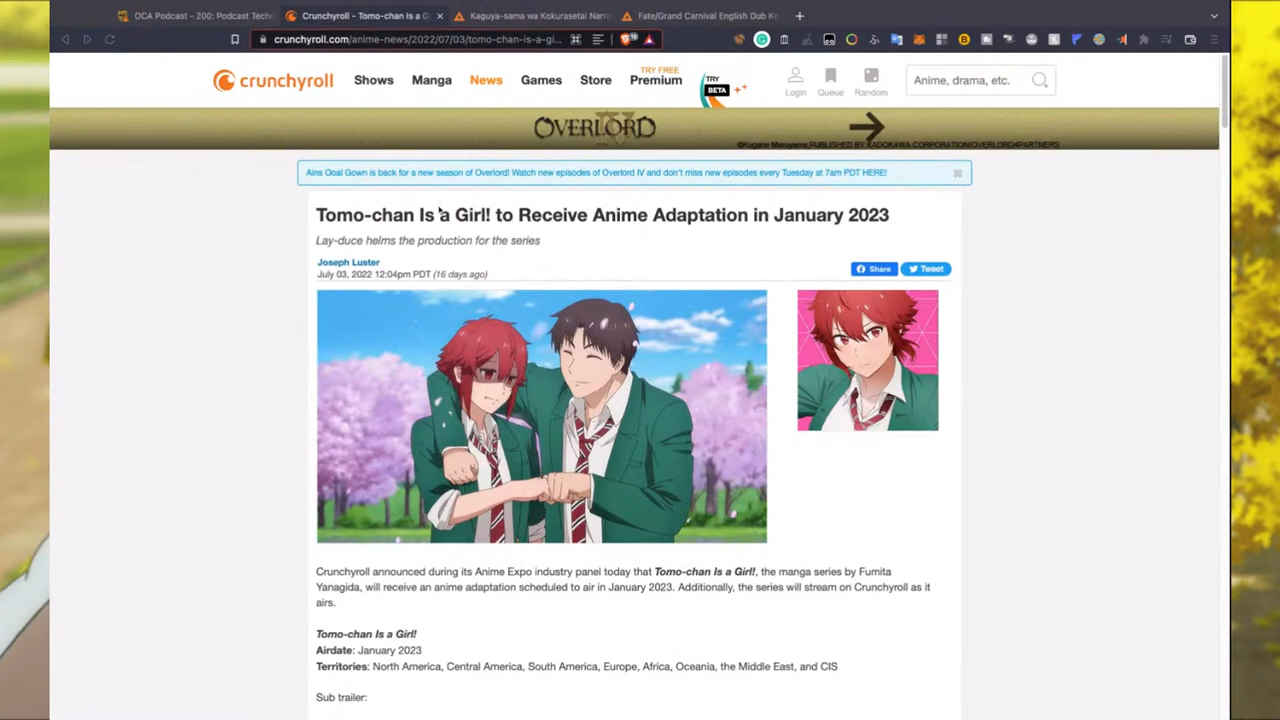 OCA Podcast - 200: Podcast Techn
Crunchyroll - Tomo-chan Is a G
Kaguya-sama wa Kokurasetai Narra
Fate/Grand Carnival English Dub K
crunchyroll.com/anime-news/2022/07/03/tomo-chan-is-a-gi...
crunchyroll
Shows
Manga
News
Games
Store
TRY FREE
Premium
TRY
BETA
Login
Queue
Random
Anime, drama, etc.
OVERLORD IV
©Kugane Maruyama,PUBLISHED BY KADOKAWA CORPORATION/OVERLORD4PARTNERS
Ains Ooal Gown is back for a new season of Overlord! Watch new episodes of Overlord IV and don't miss new episodes every Tuesday at 7am PDT HERE!
Tomo-chan Is a Girl! to Receive Anime Adaptation in January 2023
Lay-duce helms the production for the series
Joseph Luster
July 03, 2022 12:04pm PDT (16 days ago)
Share
Tweet
Crunchyroll announced during its Anime Expo industry panel today that Tomo-chan Is a Girl!, the manga series by Fumita
Yanagida, will receive an anime adaptation scheduled to air in January 2023. Additionally, the series will stream on Crunchyroll as it
airs.
Tomo-chan Is a Girl!
Airdate: January 2023
Territories: North America, Central America, South America, Europe, Africa, Oceania, the Middle East, and CIS
Sub trailer: